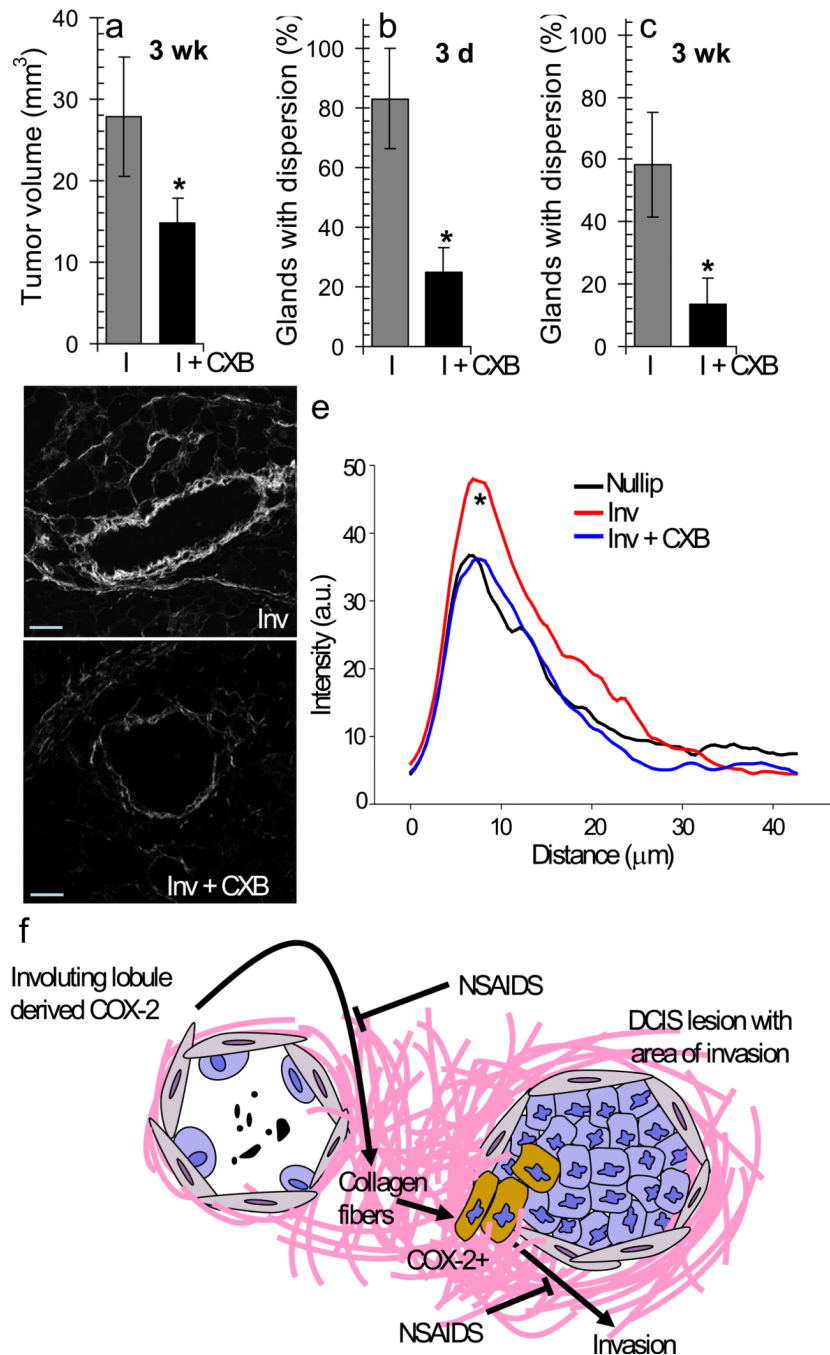 a
3 wk
Tumor volume (mm³)
40
30
20
10
0
I
I + CXB
*
b
3 d
Glands with dispersion (%)
100
80
60
40
20
0
I
I + CXB
*
c
3 wk
Glands with dispersion (%)
100
80
60
40
20
0
I
I + CXB
*
Inv
Inv + CXB
e
50
40
30
20
10
0
Intensity (a.u.)
*
Nullip
Inv
Inv + CXB
0
10
20
30
40
Distance (μm)
f
Involuting lobule
derived COX-2
NSAIDS
DCIS lesion with
area of invasion
Collagen
fibers
COX-2+
NSAIDS
Invasion